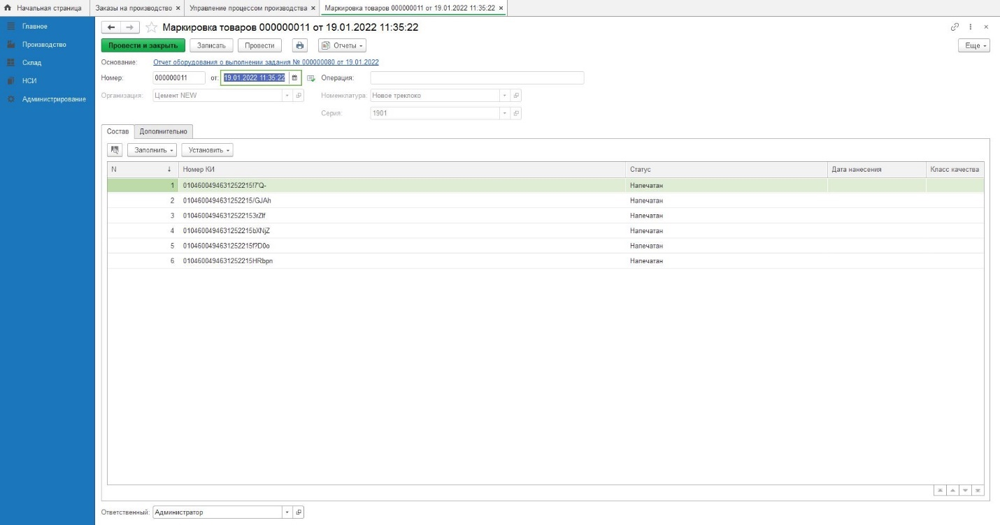 Начальная страница
Заказы на производство ×
Управление процессом производства ×
Маркировка товаров 000000011 от 19.01.2022 11:35:22 ×
Главное
Производство
Склад
НСИ
Администрирование
Маркировка товаров 000000011 от 19.01.2022 11:35:22
Провести и закрыть Записать Провести Отчеты Еще
Основание: Отчет оборудования о выполнении задания № 000000080 от 19.01.2022
Номер: 000000011 от: 19.01.2022 11:35:22 Операция:
Организация: Цемент NEW Номенклатура: Новое треклоко
Серия: 1901
Состав Дополнительно
Заполнить Установить
N ↓ Номер КИ Статус Дата нанесения Класс качества
1 0104600494631252215!7'Q- Напечатан
2 0104600494631252215/GJAh Напечатан
3 01046004946312522153rZlf Напечатан
4 0104600494631252215bXNjZ Напечатан
5 0104600494631252215f?D0o Напечатан
6 0104600494631252215HRbpn Напечатан
Ответственный: Администратор